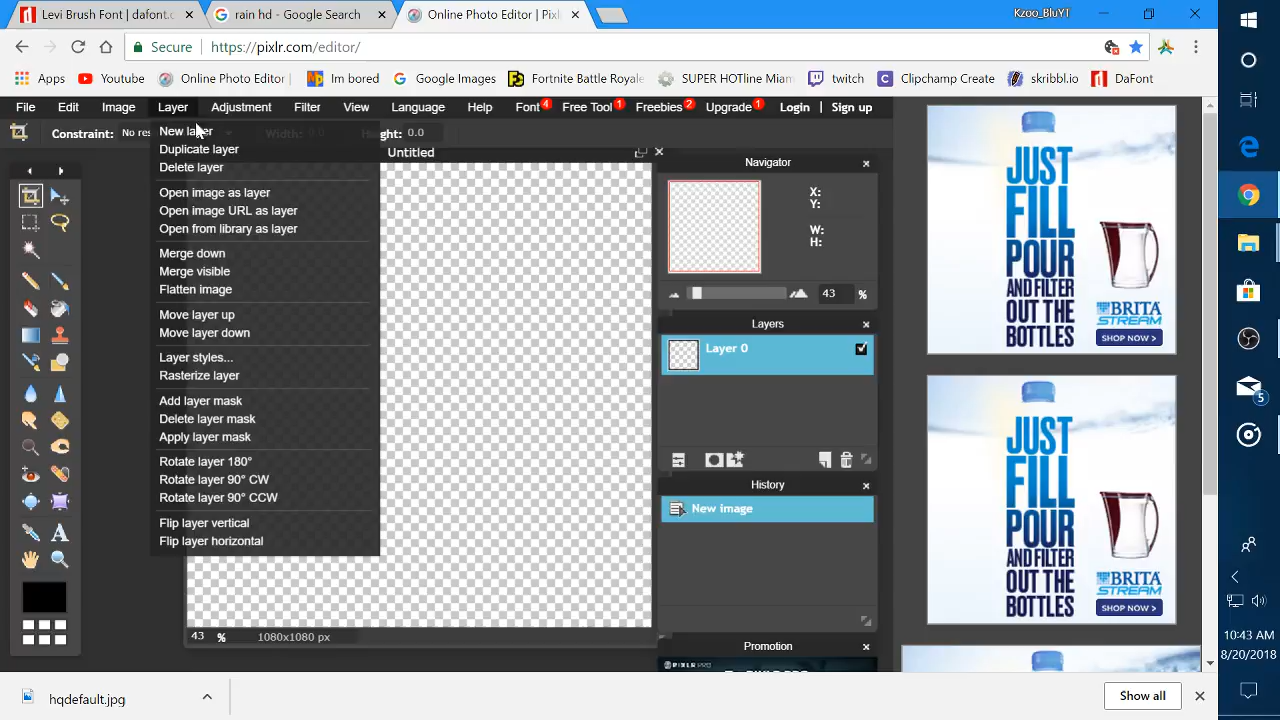 Levi Brush Font | dafont.c
rain hd - Google Search
Online Photo Editor | Pixlr
Kzoo_BluYT
Secure
https://pixlr.com/editor/
Apps
Youtube
Online Photo Editor
Im bored
Google Images
Fortnite Battle Royale
SUPER HOTline Miam
twitch
Clipchamp Create
skribbl.io
DaFont
File
Edit
Image
Layer
Adjustment
Filter
View
Language
Help
Font 4
Free Tool 1
Freebies 2
Upgrade 1
Login
Sign up
Constraint:
No res
Width:
0.0
Height:
0.0
New layer
Duplicate layer
Delete layer
Open image as layer
Open image URL as layer
Open from library as layer
Merge down
Merge visible
Flatten image
Move layer up
Move layer down
Layer styles...
Rasterize layer
Add layer mask
Delete layer mask
Apply layer mask
Rotate layer 180°
Rotate layer 90° CW
Rotate layer 90° CCW
Flip layer vertical
Flip layer horizontal
Untitled
43 %
1080x1080 px
Navigator
X:
Y:
W:
H:
43 %
Layers
Layer 0
History
New image
Promotion
PIXLR PRO
JUST
FILL
POUR
AND FILTER
OUT THE
BOTTLES
BRITA
STREAM
SHOP NOW >
JUST
FILL
POUR
AND FILTER
OUT THE
BOTTLES
BRITA
STREAM
SHOP NOW >
5
10:43 AM
8/20/2018
hqdefault.jpg
Show all